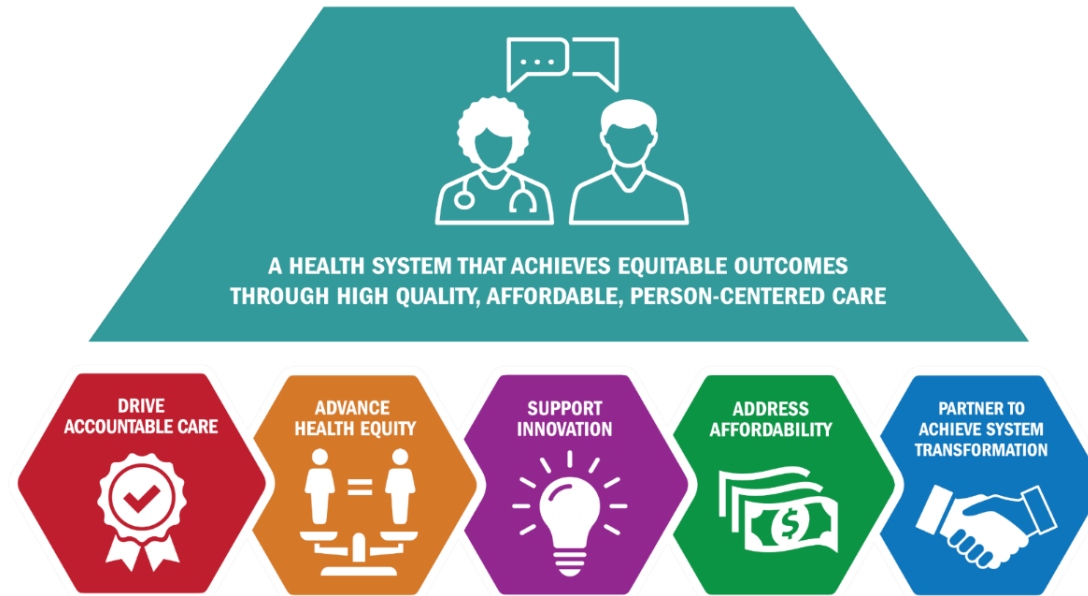 A HEALTH SYSTEM THAT ACHIEVES EQUITABLE OUTCOMES
THROUGH HIGH QUALITY, AFFORDABLE, PERSON-CENTERED CARE
DRIVE
ACCOUNTABLE CARE
ADVANCE
HEALTH EQUITY
SUPPORT
INNOVATION
ADDRESS
AFFORDABILITY
$
PARTNER TO
ACHIEVE SYSTEM
TRANSFORMATION